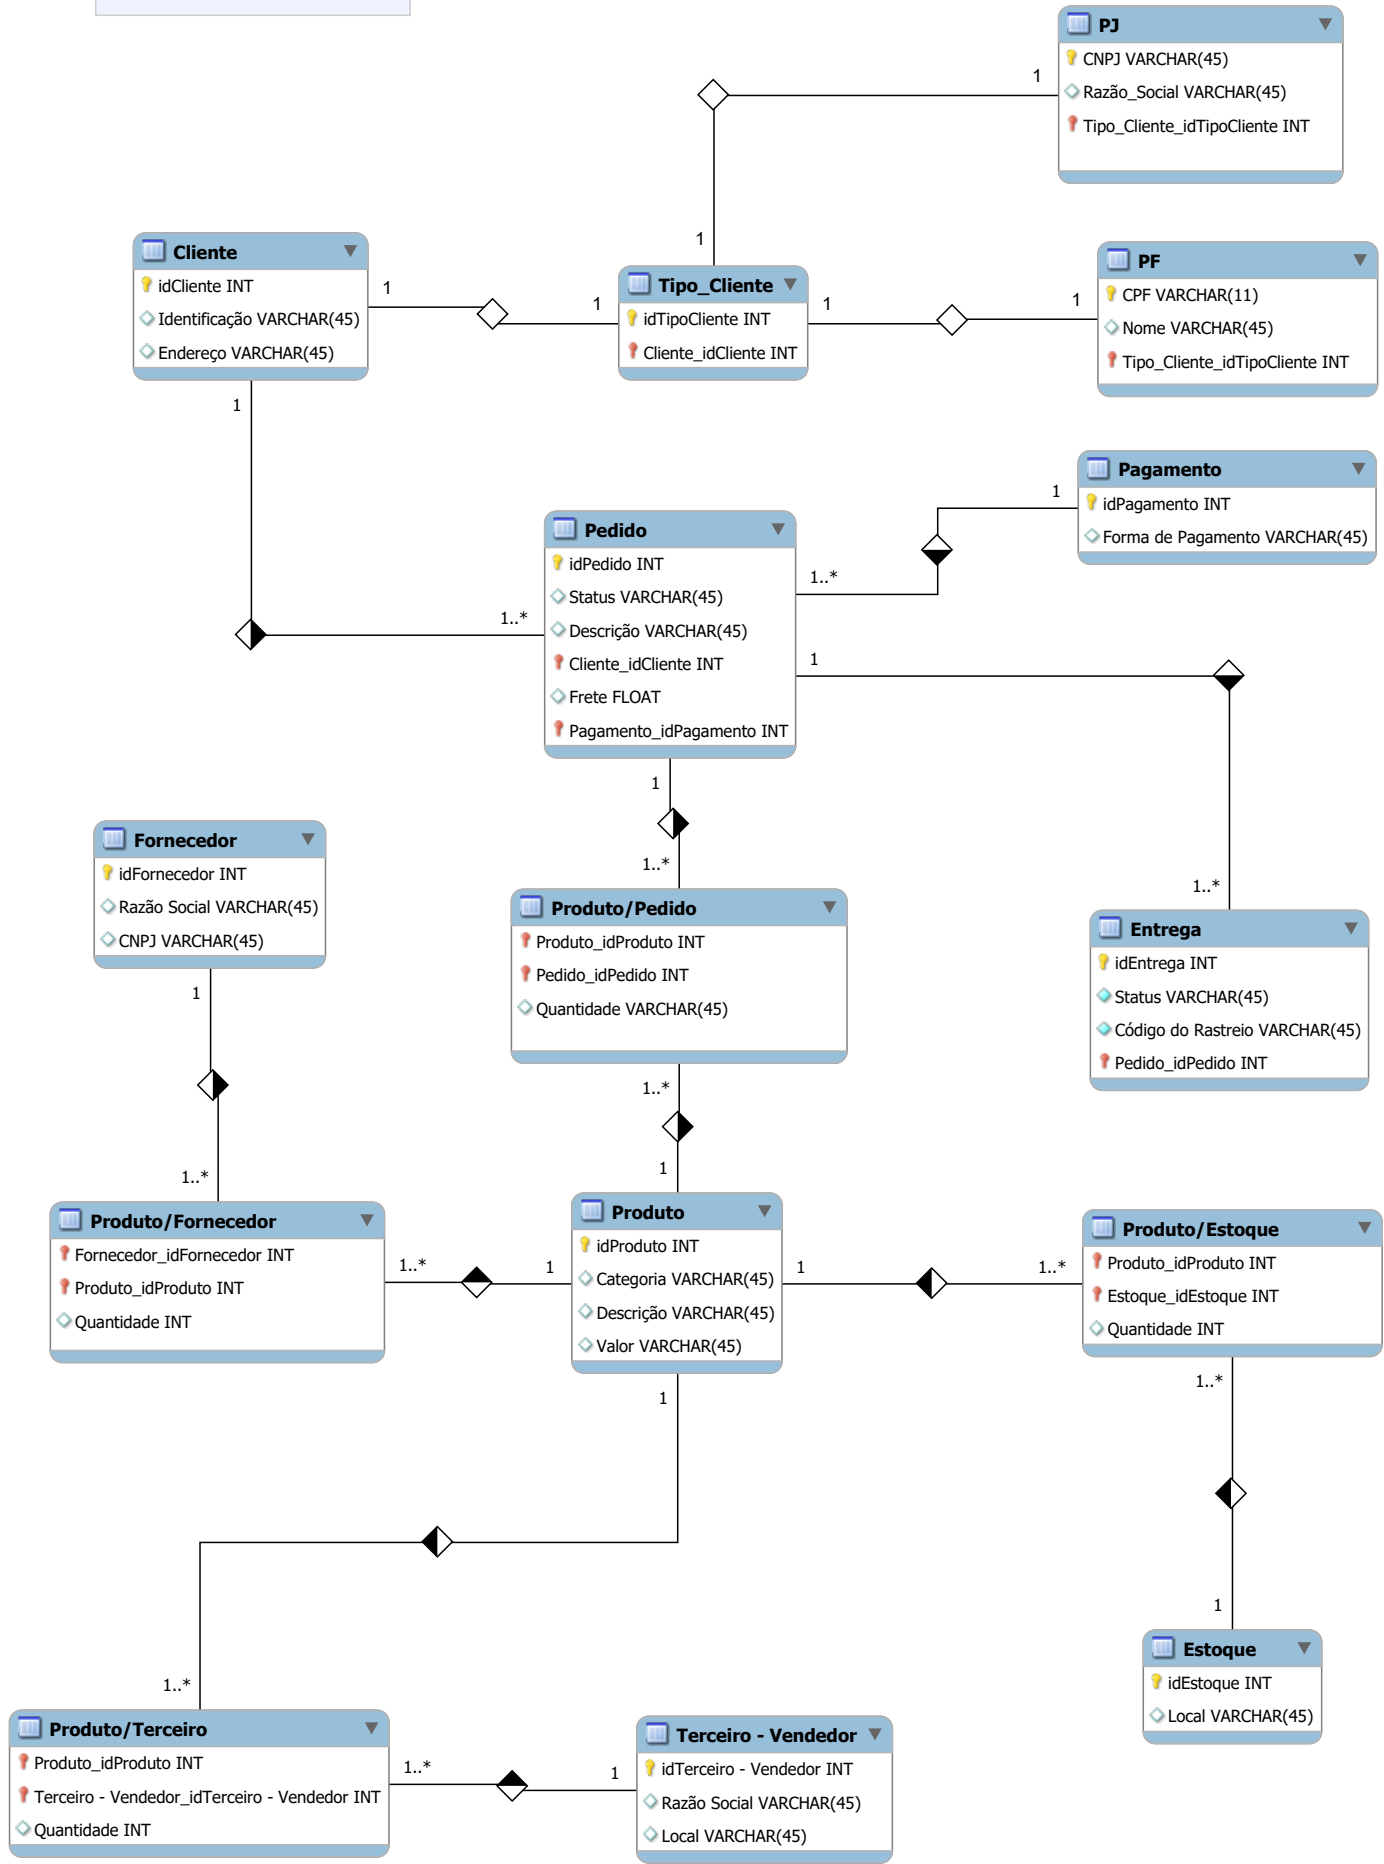 PJ
CNPJ VARCHAR(45)
Razão_Social VARCHAR(45)
Tipo_Cliente_idTipoCliente INT
1
1
Cliente
idCliente INT
Identificação VARCHAR(45)
Endereço VARCHAR(45)
1
1
Tipo_Cliente
idTipoCliente INT
Cliente_idCliente INT
1
1
PF
CPF VARCHAR(11)
Nome VARCHAR(45)
Tipo_Cliente_idTipoCliente INT
1
1..*
Pedido
idPedido INT
Status VARCHAR(45)
Descrição VARCHAR(45)
Cliente_idCliente INT
Frete FLOAT
Pagamento_idPagamento INT
1..*
1
Pagamento
idPagamento INT
Forma de Pagamento VARCHAR(45)
1
1..*
Entrega
idEntrega INT
Status VARCHAR(45)
Código do Rastreio VARCHAR(45)
Pedido_idPedido INT
1
1..*
Fornecedor
idFornecedor INT
Razão Social VARCHAR(45)
CNPJ VARCHAR(45)
Produto/Pedido
Produto_idProduto INT
Pedido_idPedido INT
Quantidade VARCHAR(45)
1
1..*
1..*
1
Produto/Fornecedor
Fornecedor_idFornecedor INT
Produto_idProduto INT
Quantidade INT
1..*
1
Produto
idProduto INT
Categoria VARCHAR(45)
Descrição VARCHAR(45)
Valor VARCHAR(45)
1
1..*
Produto/Estoque
Produto_idProduto INT
Estoque_idEstoque INT
Quantidade INT
1
1..*
1..*
1
Estoque
idEstoque INT
Local VARCHAR(45)
Produto/Terceiro
Produto_idProduto INT
Terceiro - Vendedor_idTerceiro - Vendedor INT
Quantidade INT
1..*
1
Terceiro - Vendedor
idTerceiro - Vendedor INT
Razão Social VARCHAR(45)
Local VARCHAR(45)